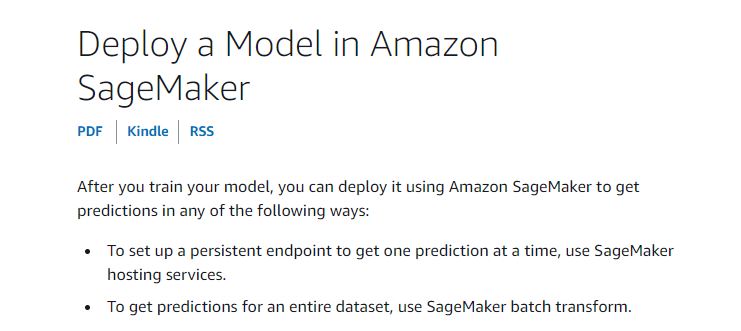 Deploy a Model in Amazon
SageMaker
PDF | Kindle | RSS
After you train your model, you can deploy it using Amazon SageMaker to get
predictions in any of the following ways:
• To set up a persistent endpoint to get one prediction at a time, use SageMaker
hosting services.
• To get predictions for an entire dataset, use SageMaker batch transform.